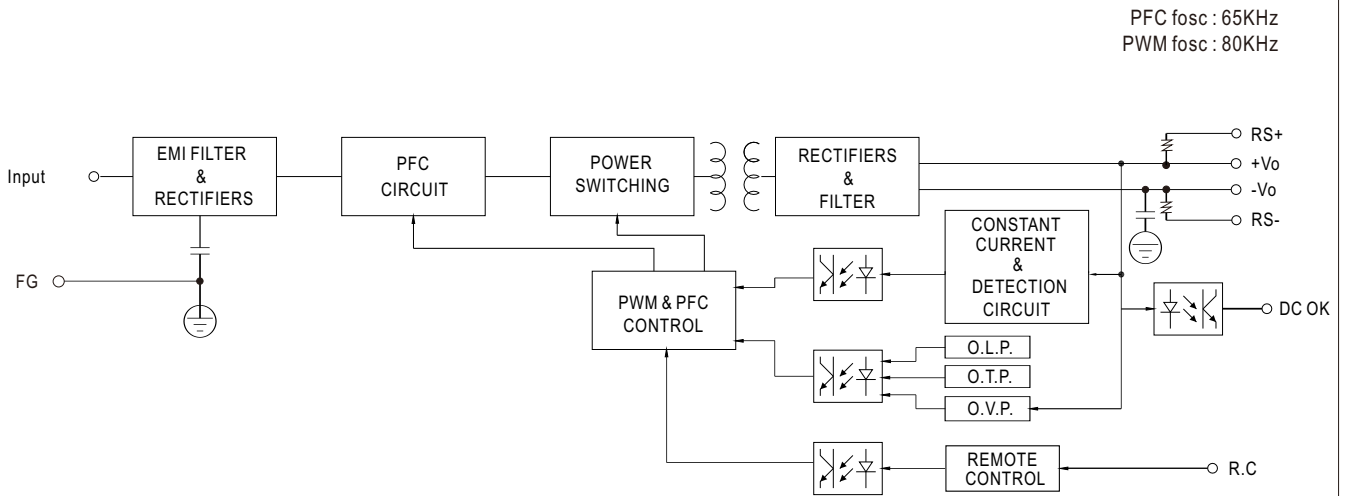 PFC fosc : 65KHz
PWM fosc : 80KHz
EMI FILTER
&
RECTIFIERS
PFC
CIRCUIT
POWER
SWITCHING
RECTIFIERS
&
FILTER
RS+
+Vo
-Vo
RS-
Input
FG
CONSTANT
CURRENT
&
DETECTION
CIRCUIT
PWM & PFC
CONTROL
DC OK
O.L.P.
O.T.P.
O.V.P.
REMOTE
CONTROL
R.C